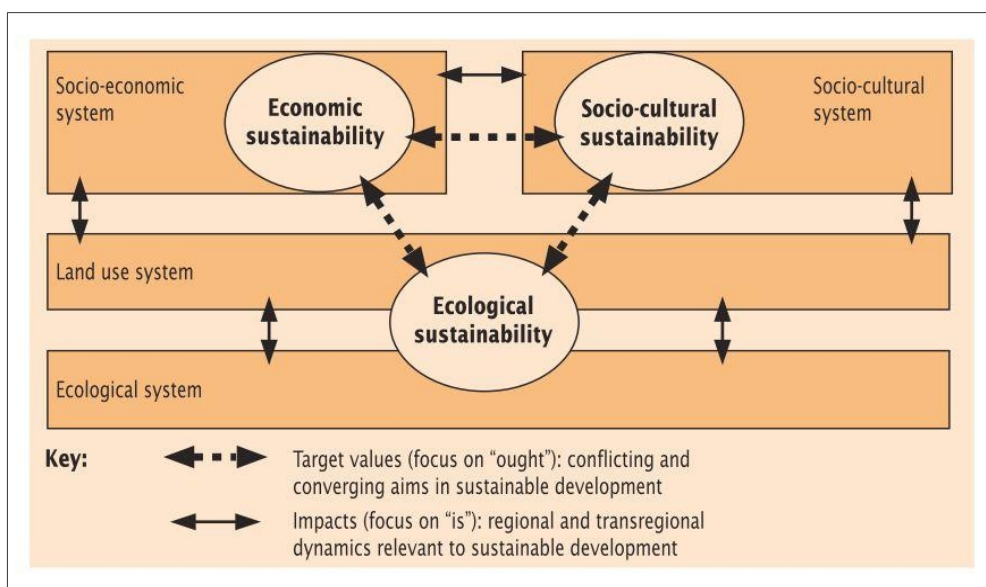 Socio-economic
system
Economic
sustainability
Socio-cultural
sustainability
Socio-cultural
system
Land use system
Ecological
sustainability
Ecological system
Key:
Target values (focus on “ought”): conflicting and
converging aims in sustainable development
Impacts (focus on “is”): regional and transregional
dynamics relevant to sustainable development